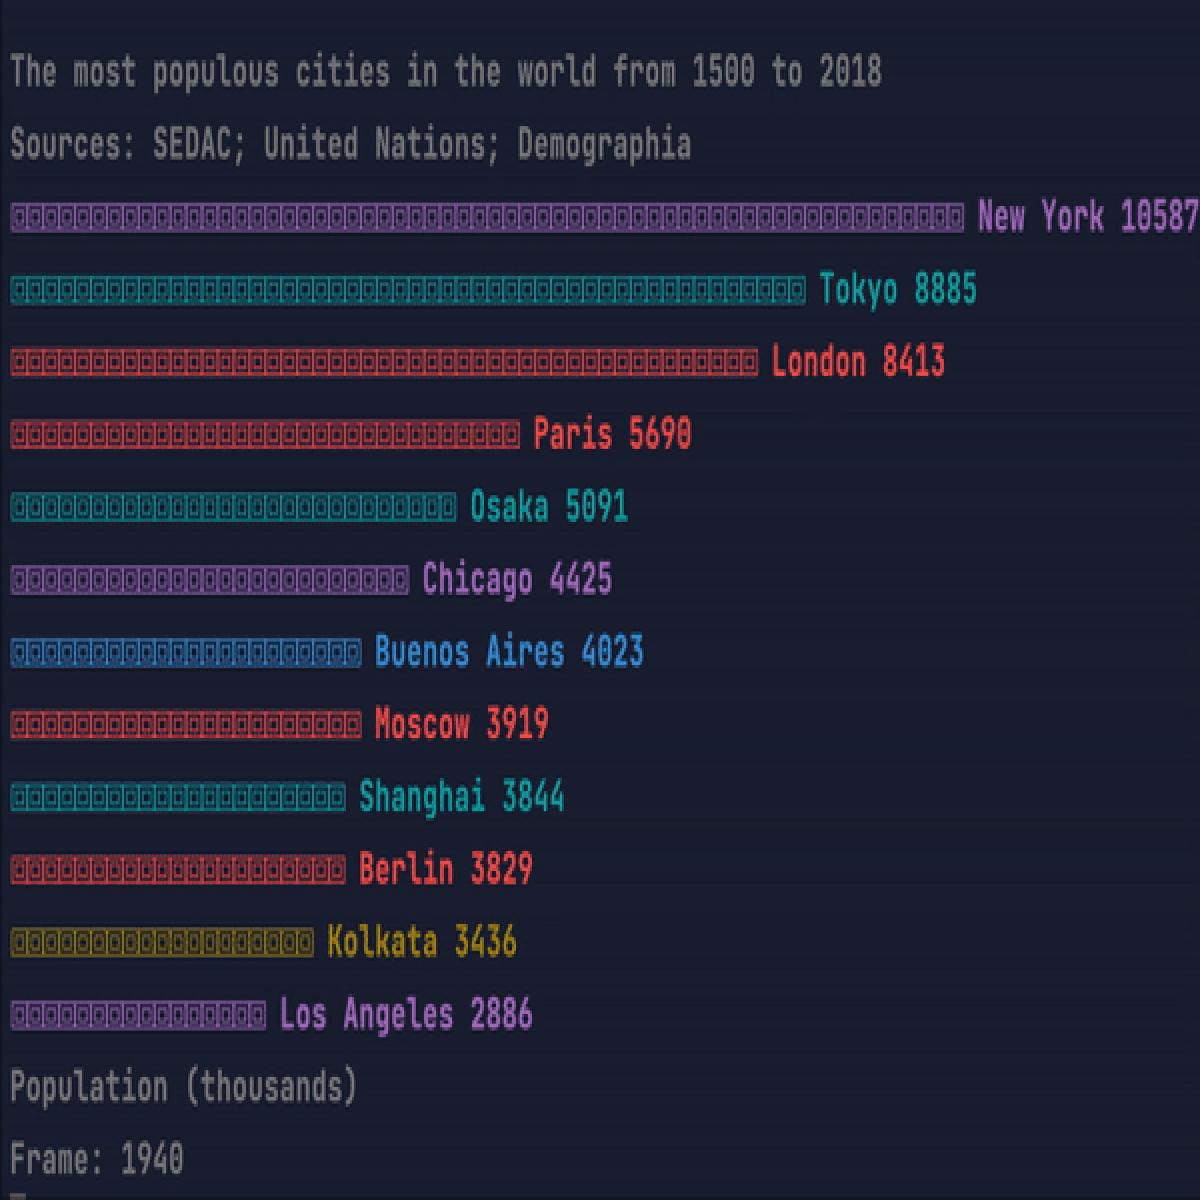 The most populous cities in the world from 1500 to 2018
Sources: SEDAC; United Nations; Demographia
New York 10587
Tokyo 8885
London 8413
Paris 5690
Osaka 5091
Chicago 4425
Buenos Aires 4023
Moscow 3919
Shanghai 3844
Berlin 3829
Kolkata 3436
Los Angeles 2886
Population (thousands)
Frame: 1940